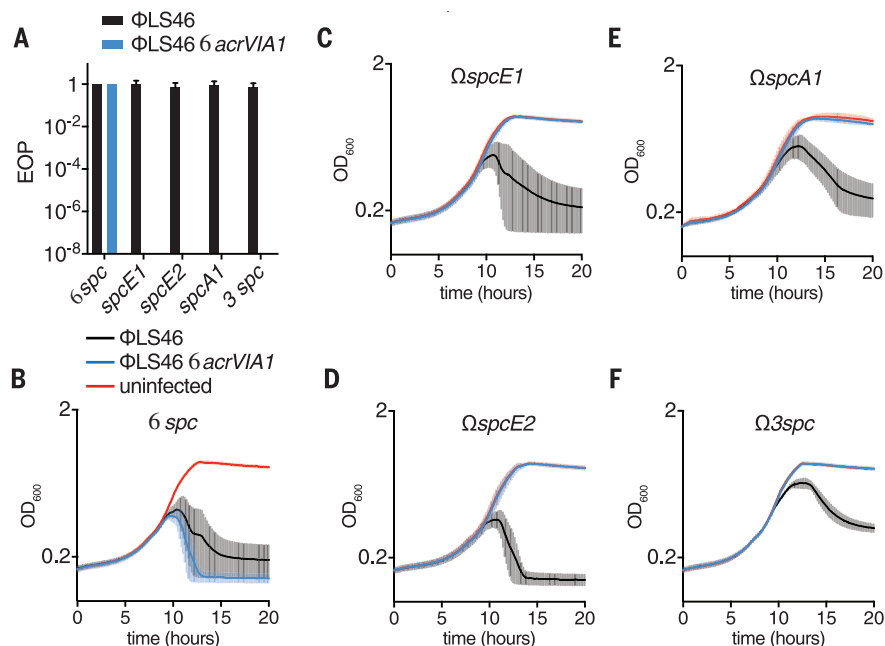 A
ΦLS46
ΦLS46 6 acrVIA1
EOP
1
10⁻²
10⁻⁴
10⁻⁶
10⁻⁸
6 spc
spcE1
spcE2
spcA1
3 spc
ΦLS46
ΦLS46 6 acrVIA1
uninfected
B
6 spc
OD₆₀₀
2
0.2
0 5 10 15 20
time (hours)
C
ΩspcE1
OD₆₀₀
2
0.2
0 5 10 15 20
time (hours)
D
ΩspcE2
OD₆₀₀
2
0.2
0 5 10 15 20
time (hours)
E
ΩspcA1
OD₆₀₀
2
0.2
0 5 10 15 20
time (hours)
F
Ω3spc
OD₆₀₀
2
0.2
0 5 10 15 20
time (hours)